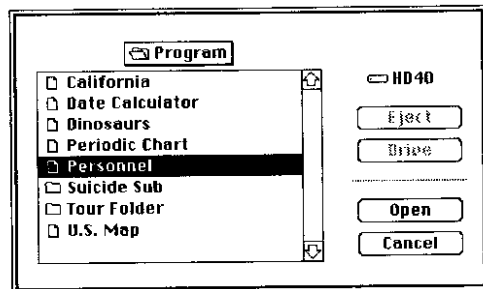 Program
California
Date Calculator
Dinosaurs
Periodic Chart
Personnel
Suicide Sub
Tour Folder
U.S. Map
HD40
Eject
Drive
Open
Cancel